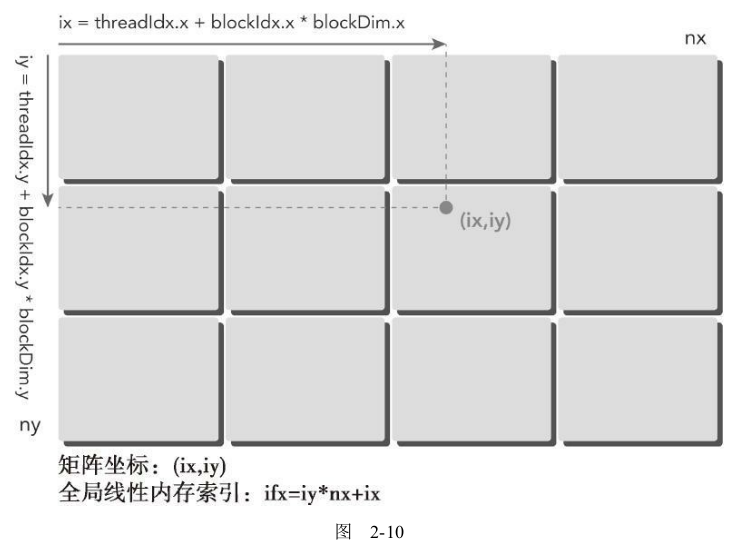 ix = threadIdx.x + blockIdx.x * blockDim.x
nx
iy = threadIdx.y + blockIdx.y * blockDim.y
(ix,iy)
ny
矩阵坐标：(ix,iy)
全局线性内存索引：ifx=iy*nx+ix
图 2-10